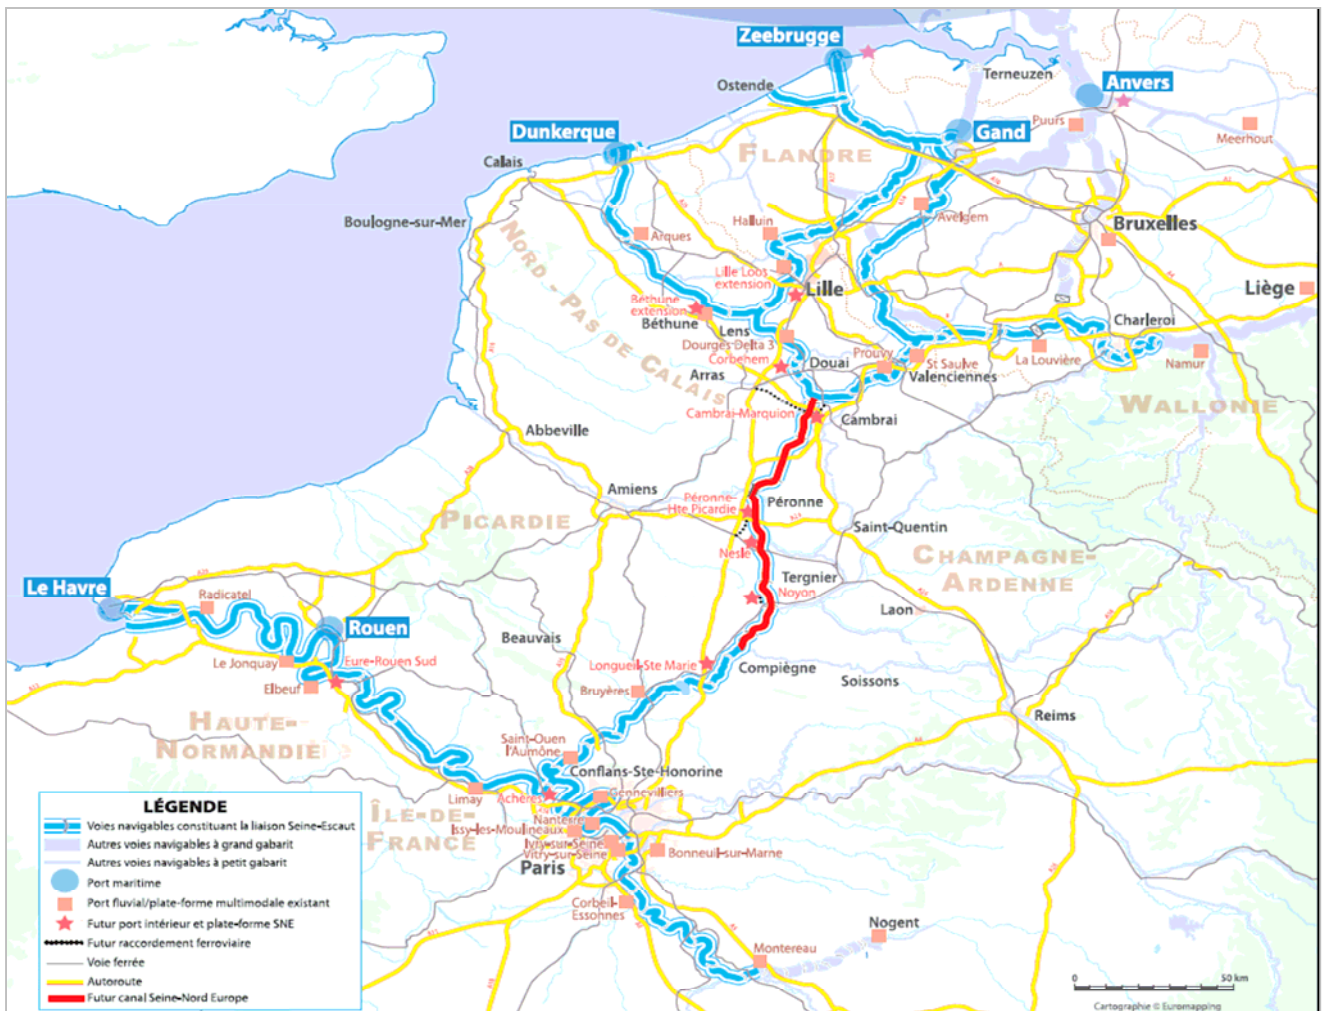 Zeebrugge
Ostende
Terneuzen
Anvers
Dunkerque
Gand
Puurs
Meerhout
Calais
FLANDRE
Boulogne-sur-Mer
Halluin
Avelgem
Bruxelles
Arques
NORD - PAS DE CALAIS
Lille Loos
extension
Lille
Liège
Béthune
extension
Béthune
Lens
Charleroi
Dourges Delta 3
Corbehem
Douai
Prouvy
St Saulve
La Louvière
Namur
Arras
Valenciennes
WALLONIE
Cambrai-Marquion
Cambrai
Abbeville
Amiens
Péronne-
Hte Picardie
Péronne
PICARDIE
Saint-Quentin
Nesle
CHAMPAGNE-
ARDENNE
Le Havre
Radicatel
Tergnier
Noyon
Laon
Rouen
Beauvais
Le Jonquay
Eure-Rouen Sud
Longueil-Ste Marie
Compiègne
Elbeuf
Bruyères
Soissons
HAUTE-
NORMANDIE
Reims
Saint-Ouen
l'Aumône
Conflans-Ste-Honorine
Limay
Achères
Gennevilliers
ÎLE-DE-
FRANCE
Nanterre
Issy-les-Moulineaux
Ivry-sur-Seine
Vitry-sur-Seine
Bonneuil-sur-Marne
Paris
Corbeil-
Essonnes
Nogent
Montereau
LÉGENDE
Voies navigables constituant la liaison Seine-Escaut
Autres voies navigables à grand gabarit
Autres voies navigables à petit gabarit
Port maritime
Port fluvial/plate-forme multimodale existant
Futur port intérieur et plate-forme SNE
Futur raccordement ferroviaire
Voie ferrée
Autoroute
Futur canal Seine-Nord Europe
0 50 km
Cartographie © Euromapping